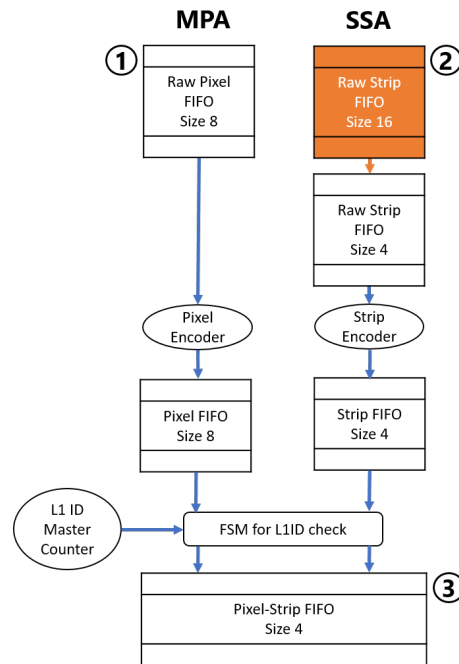 MPA
SSA
1
2
Raw Pixel
FIFO
Size 8
Raw Strip
FIFO
Size 16
Raw Strip
FIFO
Size 4
Pixel
Encoder
Strip
Encoder
Pixel FIFO
Size 8
Strip FIFO
Size 4
L1 ID
Master
Counter
FSM for L1ID check
3
Pixel-Strip FIFO
Size 4